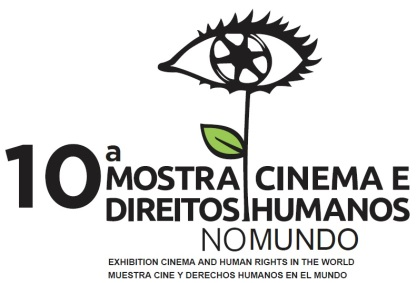 10ª MOSTRA CINEMA E
DIREITOS HUMANOS
NO MUNDO
EXHIBITION CINEMA AND HUMAN RIGHTS IN THE WORLD
MUESTRA CINE Y DERECHOS HUMANOS EN EL MUNDO